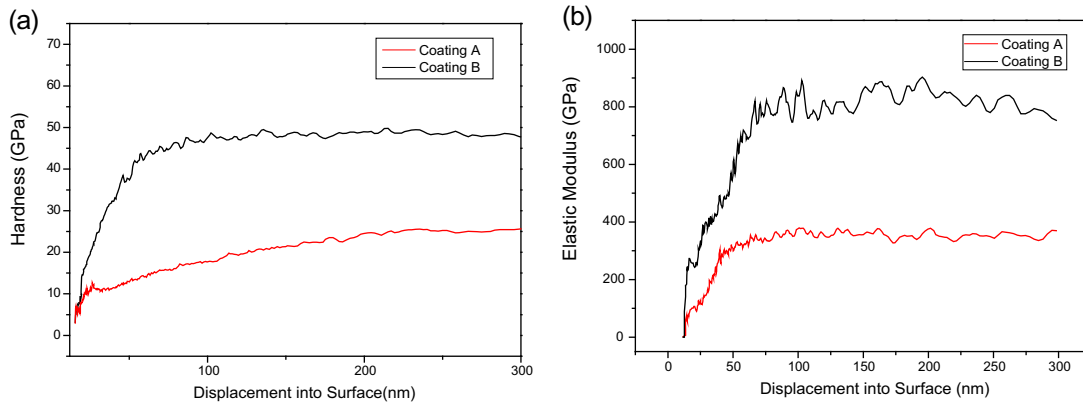 (a)
Hardness (GPa)
70
60
50
40
30
20
10
0
Coating A
Coating B
100
200
300
Displacement into Surface(nm)
(b)
Elastic Modulus (GPa)
1000
800
600
400
200
0
Coating A
Coating B
0
50
100
150
200
250
300
Displacement into Surface (nm)